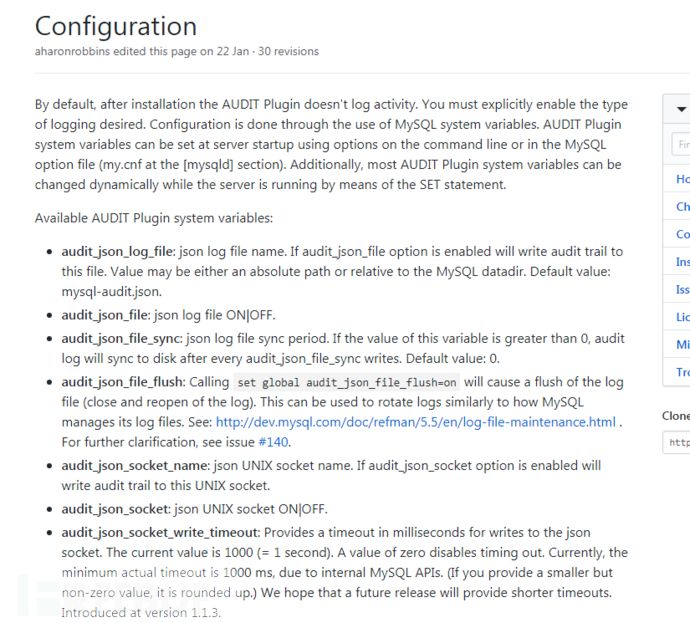 Configuration
aharonrobbins edited this page on 22 Jan · 30 revisions
By default, after installation the AUDIT Plugin doesn't log activity. You must explicitly enable the type
of logging desired. Configuration is done through the use of MySQL system variables. AUDIT Plugin
system variables can be set at server startup using options on the command line or in the MySQL
option file (my.cnf at the [mysqld] section). Additionally, most AUDIT Plugin system variables can be
changed dynamically while the server is running by means of the SET statement.
Available AUDIT Plugin system variables:
• audit_json_log_file: json log file name. If audit_json_file option is enabled will write audit trail to
this file. Value may be either an absolute path or relative to the MySQL datadir. Default value:
mysql-audit.json.
• audit_json_file: json log file ON|OFF.
• audit_json_file_sync: json log file sync period. If the value of this variable is greater than 0, audit
log will sync to disk after every audit_json_file_sync writes. Default value: 0.
• audit_json_file_flush: Calling set global audit_json_file_flush=on will cause a flush of the log
file (close and reopen of the log). This can be used to rotate logs similarly to how MySQL
manages its log files. See: http://dev.mysql.com/doc/refman/5.5/en/log-file-maintenance.html .
For further clarification, see issue #140.
• audit_json_socket_name: json UNIX socket name. If audit_json_socket option is enabled will
write audit trail to this UNIX socket.
• audit_json_socket: json UNIX socket ON|OFF.
• audit_json_socket_write_timeout: Provides a timeout in milliseconds for writes to the json
socket. The current value is 1000 (= 1 second). A value of zero disables timing out. Currently, the
minimum actual timeout is 1000 ms, due to internal MySQL APIs. (If you provide a smaller but
non-zero value, it is rounded up.) We hope that a future release will provide shorter timeouts.
Introduced at version 1.1.3.
Fin
Ho
Ch
Co
Ins
Iss
Lic
Mi
Tro
Clone
http